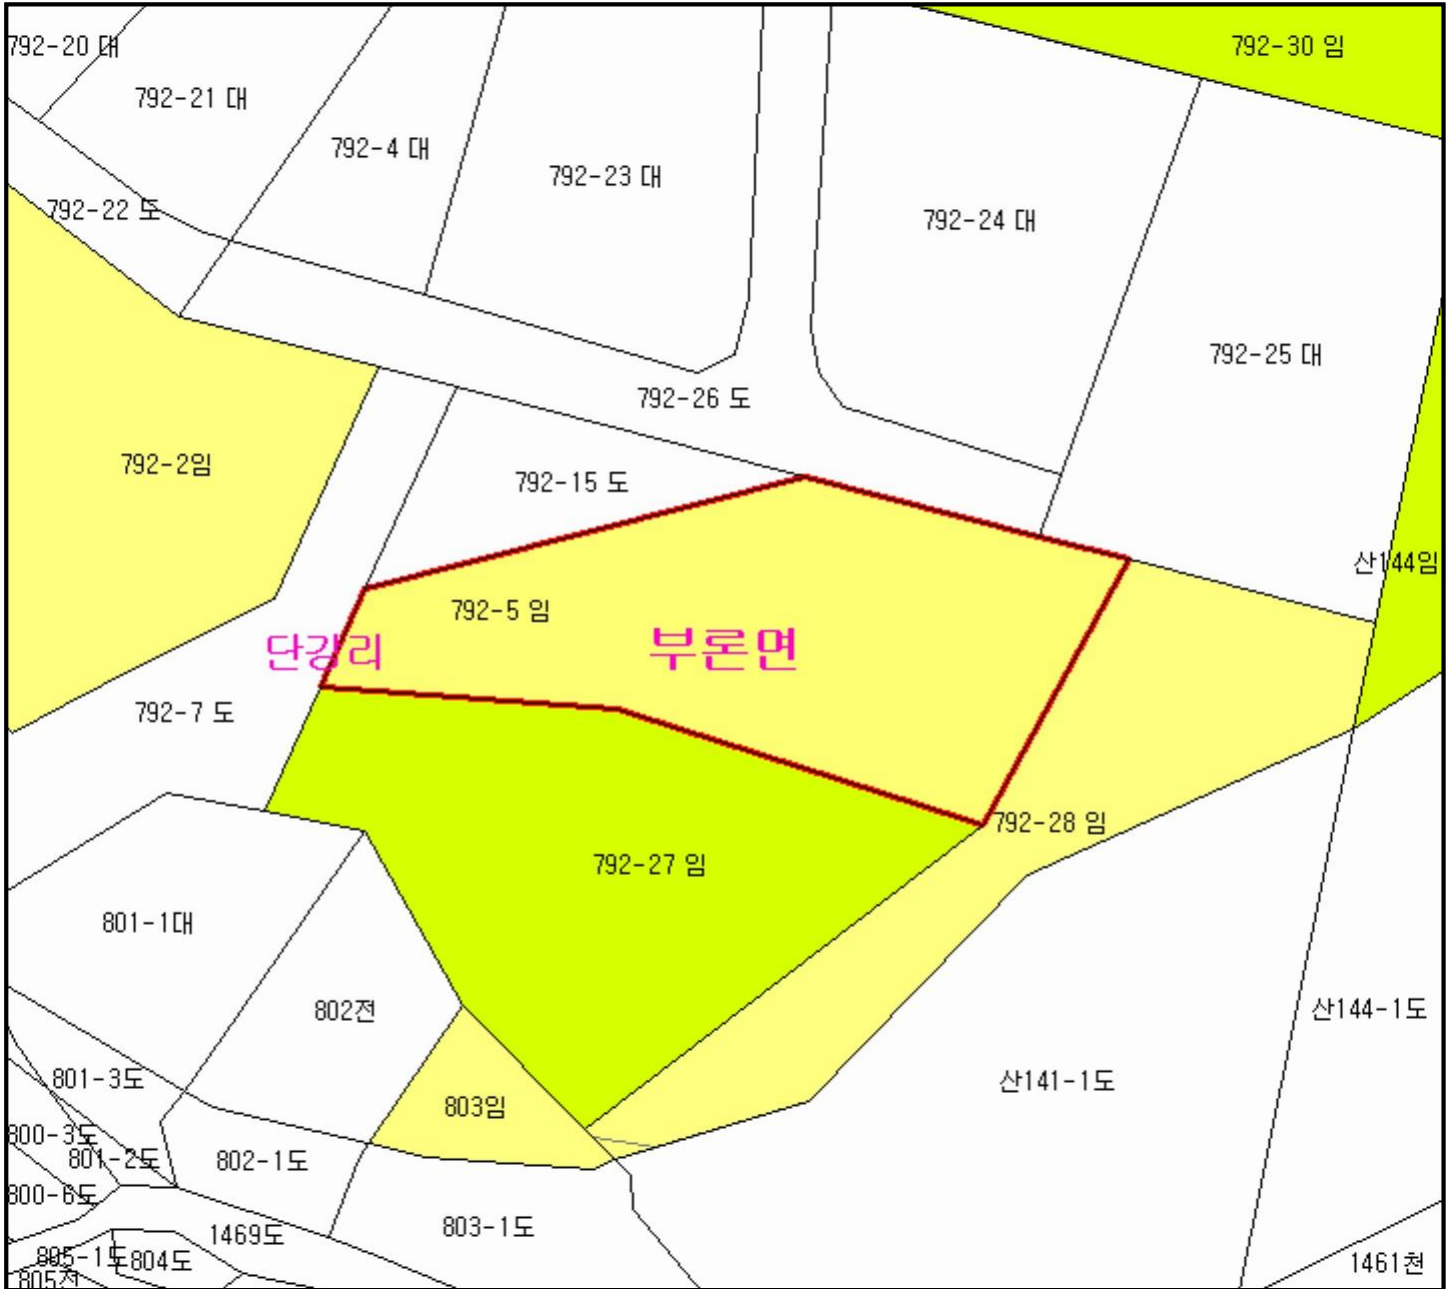 792-20 대
792-30 임
792-21 대
792-4 대
792-23 대
792-22 도
792-24 대
792-25 대
792-26 도
792-2임
792-15 도
산144임
792-5 임
단강리
부론면
792-7 도
792-28 임
792-27 임
801-1대
802전
산144-1도
801-3도
산141-1도
803임
800-3도
801-2도
802-1도
800-6도
803-1도
1469도
805-1도
804도
1461천
805전